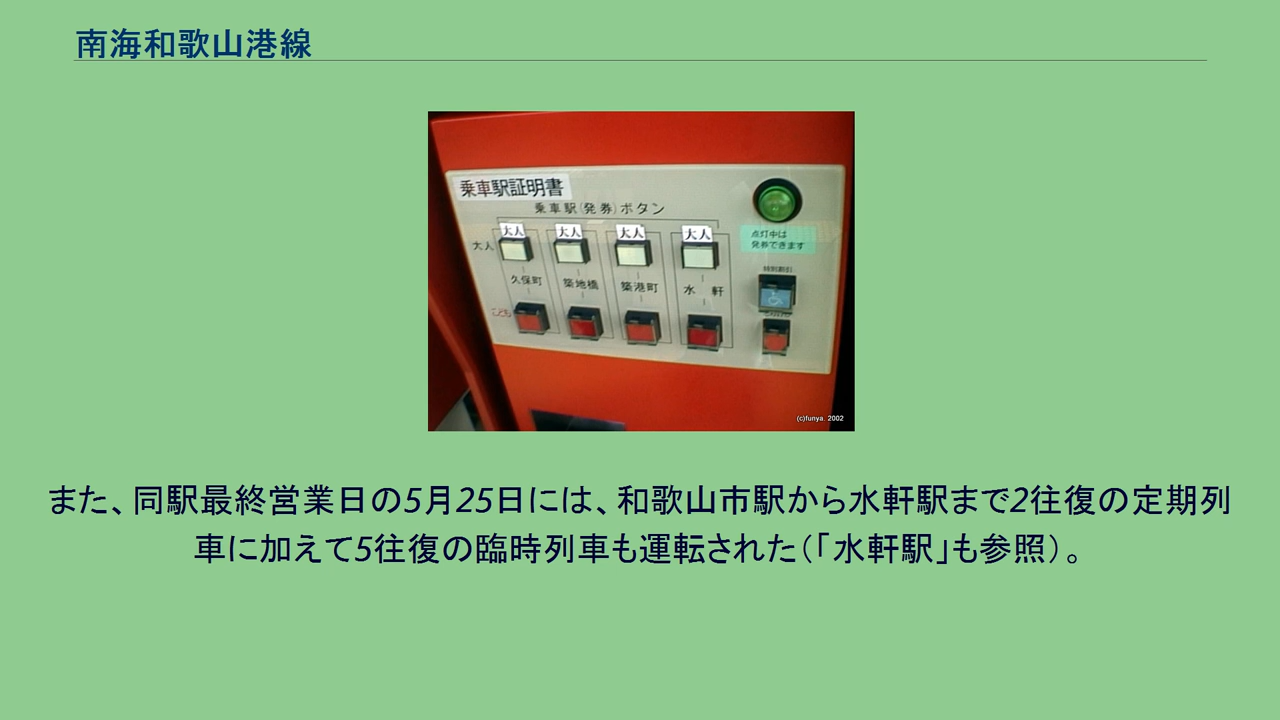 南海和歌山港線
乗車駅証明書
乗車駅(発券)ボタン
大人 大人 大人 大人 大人
点灯中は
発券できます
特別割引
久保町 築地橋 築港町 水軒
こども
(c)funya. 2002
また、同駅最終営業日の5月25日には、和歌山市駅から水軒駅まで2往復の定期列
車に加えて5往復の臨時列車も運転された(「水軒駅」も参照)。